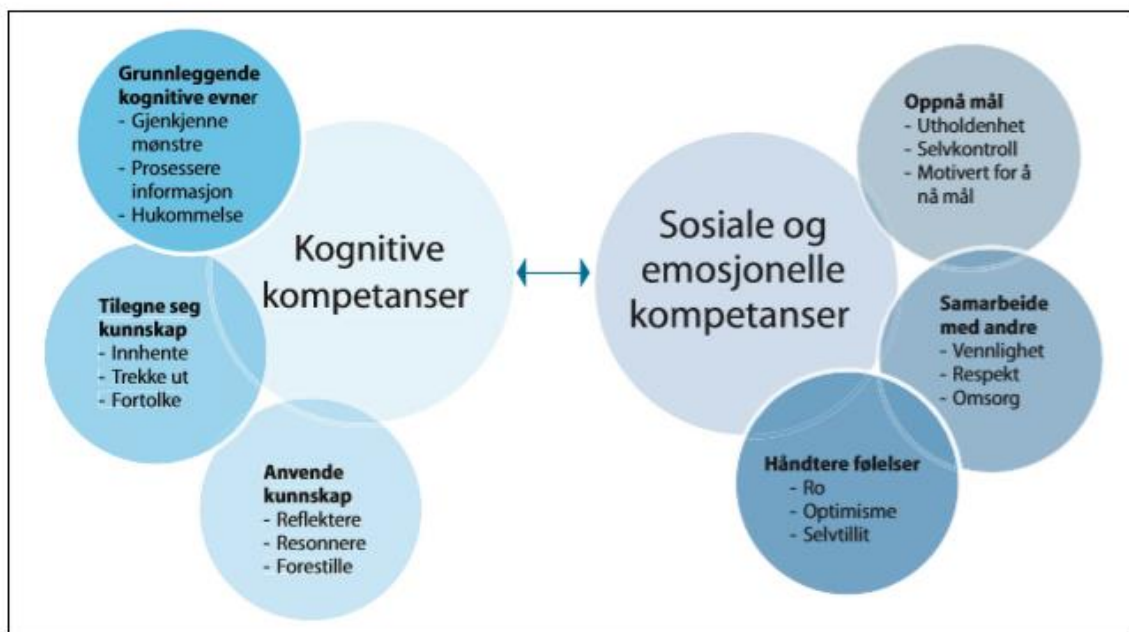 Grunnleggende
kognitive evner
- Gjenkjenne
mønstre
- Prosessere
informasjon
- Hukommelse
Kognitive
kompetanser
Tilegne seg
kunnskap
- Innhente
- Trekke ut
- Fortolke
Anvende
kunnskap
- Reflektere
- Resonnere
- Forestille
Sosiale og
emosjonelle
kompetanser
Oppnå mål
- Utholdenhet
- Selvkontroll
- Motivert for å
nå mål
Samarbeide
med andre
- Vennlighet
- Respekt
- Omsorg
Håndtere følelser
- Ro
- Optimisme
- Selvtillit